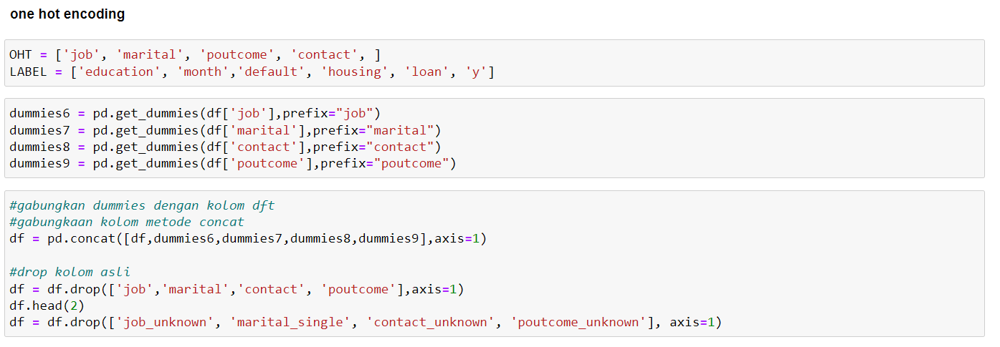 one hot encoding
OHT = ['job', 'marital', 'poutcome', 'contact', ]
LABEL = ['education', 'month','default', 'housing', 'loan', 'y']
dummies6 = pd.get_dummies(df['job'],prefix="job")
dummies7 = pd.get_dummies(df['marital'],prefix="marital")
dummies8 = pd.get_dummies(df['contact'],prefix="contact")
dummies9 = pd.get_dummies(df['poutcome'],prefix="poutcome")
#gabungkan dummies dengan kolom dft
#gabungkaan kolom metode concat
df = pd.concat([df,dummies6,dummies7,dummies8,dummies9],axis=1)
#drop kolom asli
df = df.drop(['job','marital','contact', 'poutcome'],axis=1)
df.head(2)
df = df.drop(['job_unknown', 'marital_single', 'contact_unknown', 'poutcome_unknown'], axis=1)